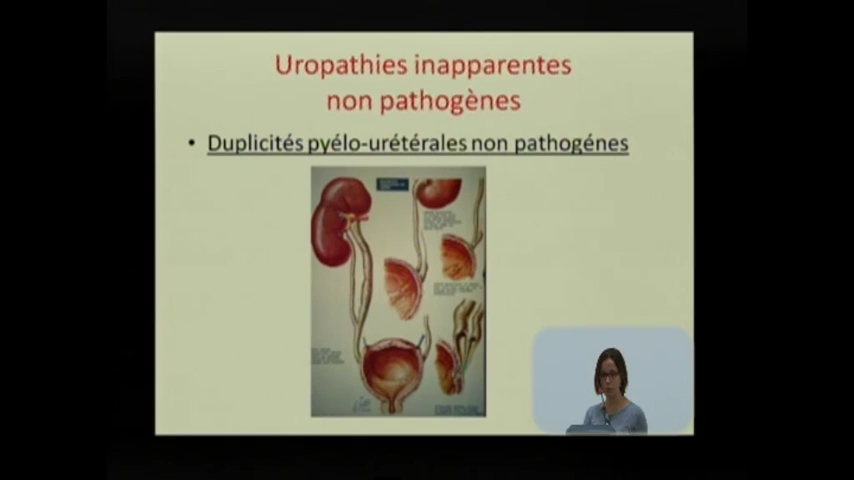 Uropathies inapparentes
non pathogènes
• Duplicités pyélo-urétérales non pathogénes